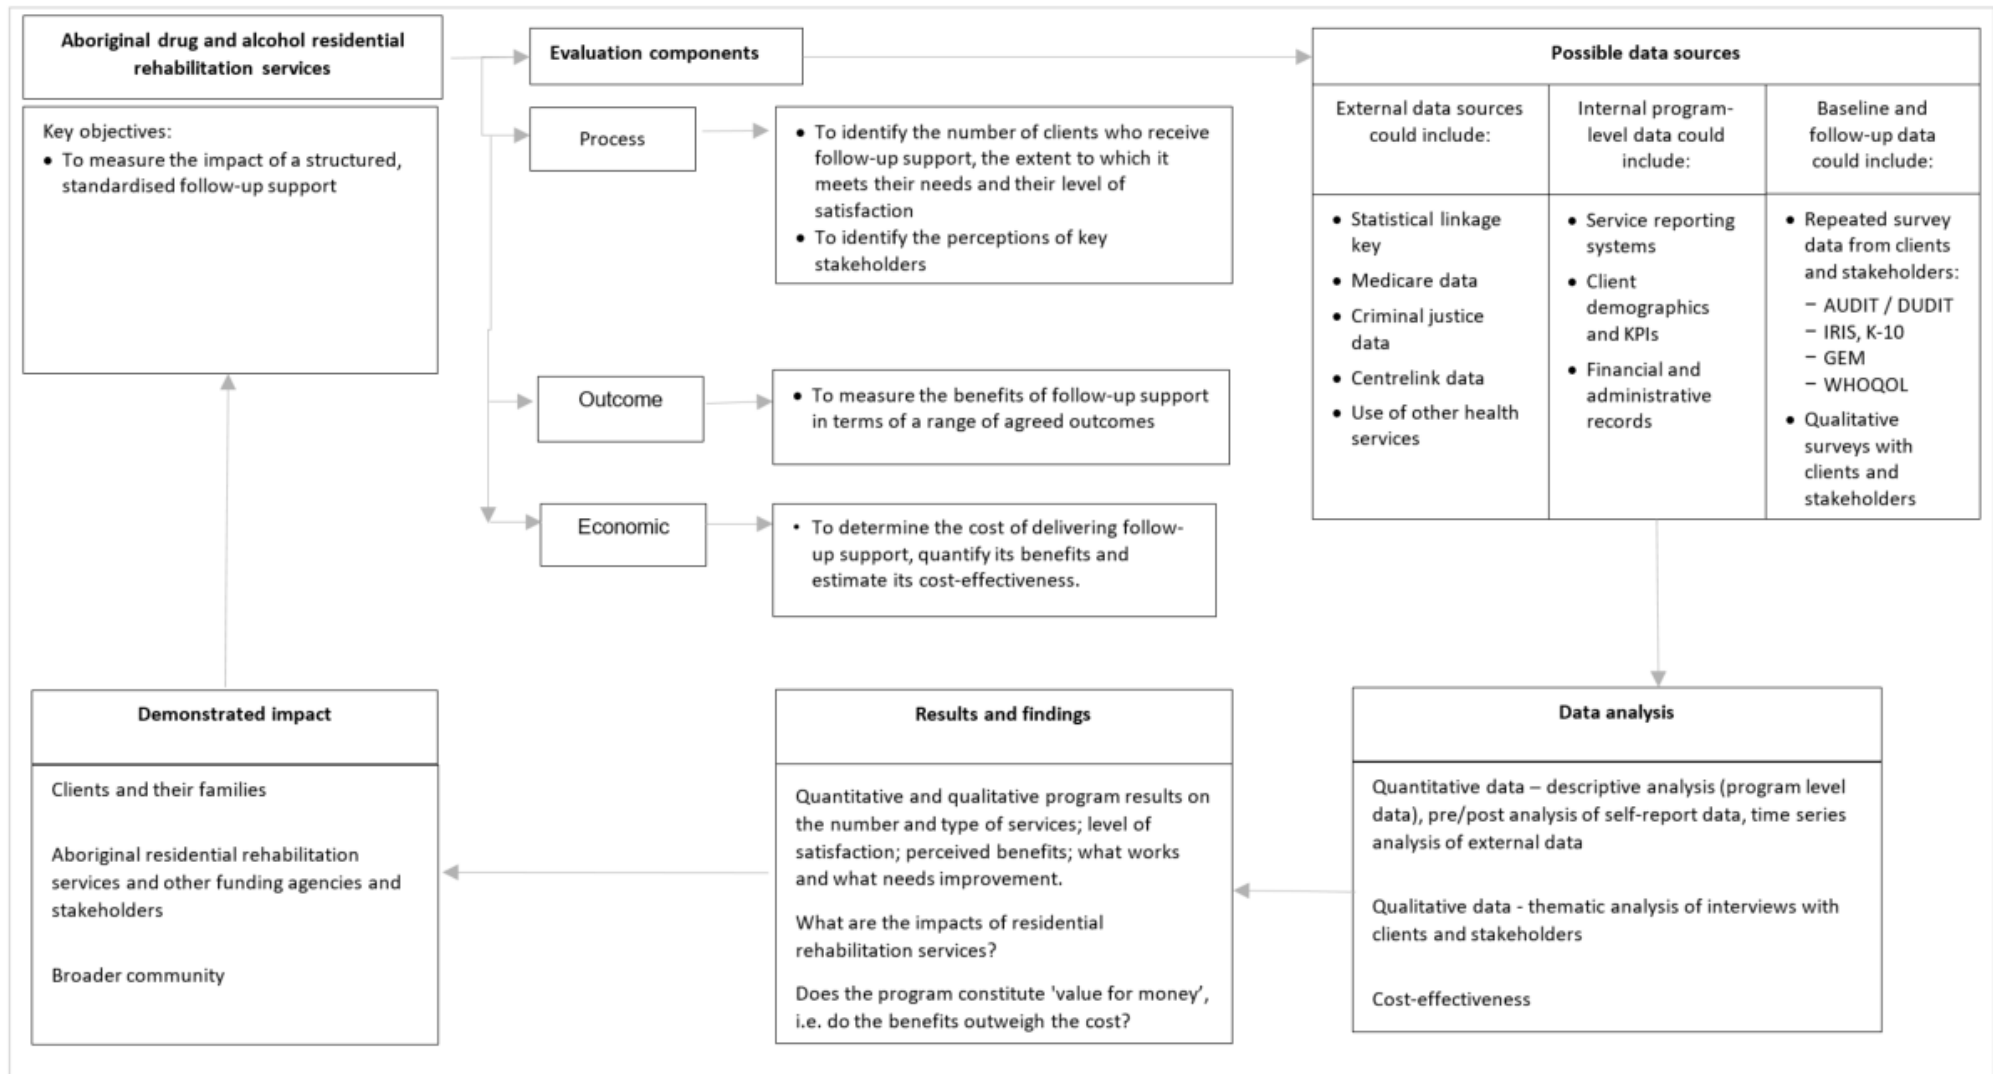 Aboriginal drug and alcohol residential
rehabilitation services
Key objectives:
• To measure the impact of a structured,
standardised follow-up support
Evaluation components
Process
• To identify the number of clients who receive
follow-up support, the extent to which it
meets their needs and their level of
satisfaction
• To identify the perceptions of key
stakeholders
Outcome
• To measure the benefits of follow-up support
in terms of a range of agreed outcomes
Economic
• To determine the cost of delivering follow-
up support, quantify its benefits and
estimate its cost-effectiveness.
Possible data sources
External data sources
could include:
• Statistical linkage
key
• Medicare data
• Criminal justice
data
• Centrelink data
• Use of other health
services
Internal program-
level data could
include:
• Service reporting
systems
• Client
demographics
and KPIs
• Financial and
administrative
records
Baseline and
follow-up data
could include:
• Repeated survey
data from clients
and stakeholders:
– AUDIT / DUDIT
– IRIS, K-10
– GEM
– WHOQOL
• Qualitative
surveys with
clients and
stakeholders
Data analysis
Quantitative data – descriptive analysis (program level
data), pre/post analysis of self-report data, time series
analysis of external data
Qualitative data - thematic analysis of interviews with
clients and stakeholders
Cost-effectiveness
Results and findings
Quantitative and qualitative program results on
the number and type of services; level of
satisfaction; perceived benefits; what works
and what needs improvement.
What are the impacts of residential
rehabilitation services?
Does the program constitute 'value for money’,
i.e. do the benefits outweigh the cost?
Demonstrated impact
Clients and their families
Aboriginal residential rehabilitation
services and other funding agencies and
stakeholders
Broader community